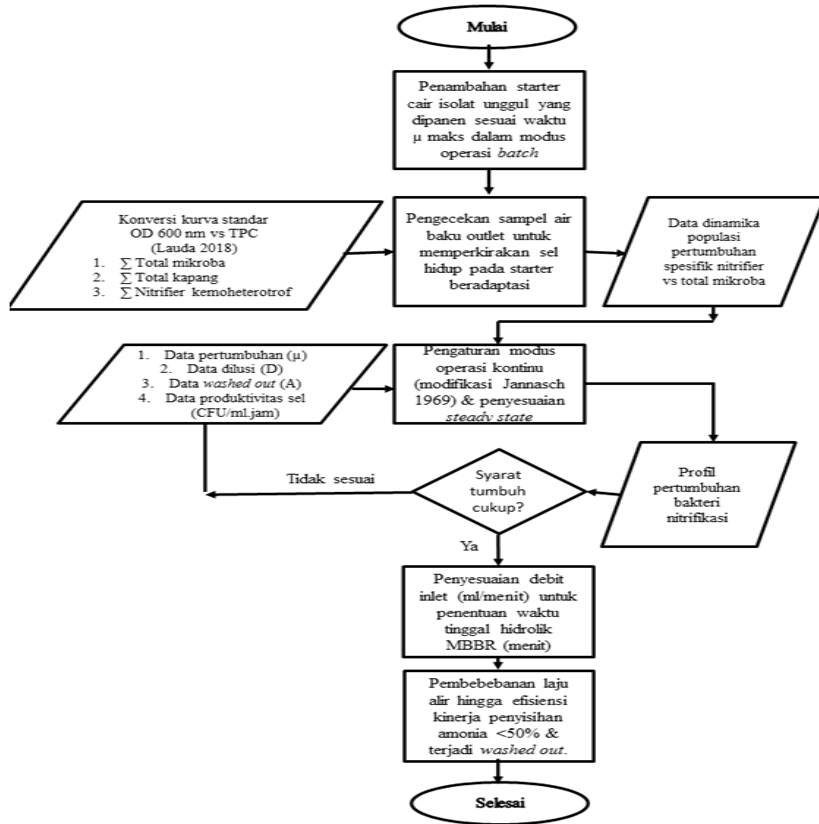 Mulai
Penambahan starter
cair isolat unggul yang
dipanen sesuai waktu
µ maks dalam modus
operasi batch
Konversi kurva standar
OD 600 nm vs TPC
(Lauda 2018)
1. ∑ Total mikroba
2. ∑ Total kapang
3. ∑ Nitrifier kemoheterotrof
Pengecekan sampel air
baku outlet untuk
memperkirakan sel
hidup pada starter
beradaptasi
Data dinamika
populasi
pertumbuhan
spesifik nitrifier
vs total mikroba
1. Data pertumbuhan (µ)
2. Data dilusi (D)
3. Data washed out (A)
4. Data produktivitas sel
(CFU/ml.jam)
Pengaturan modus
operasi kontinu
(modifikasi Jannasch
1969) & penyesuaian
steady state
Profil
pertumbuhan
bakteri
nitrifikasi
Syarat
tumbuh
cukup?
Tidak sesuai
Ya
Penyesuaian debit
inlet (ml/menit) untuk
penentuan waktu
tinggal hidrolik
MBBR (menit)
Pembebebanan laju
alir hingga efisiensi
kinerja penyisihan
amonia <50% &
terjadi washed out.
Selesai